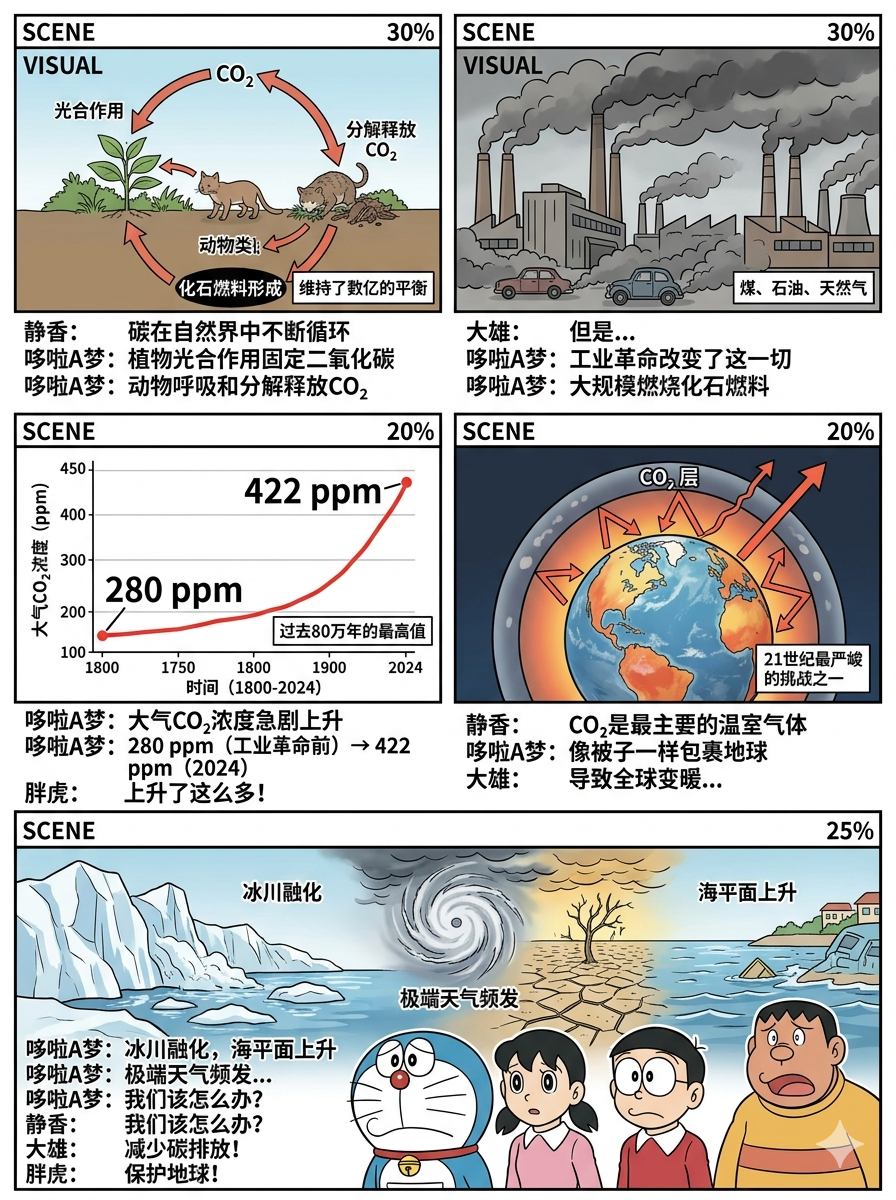 SCENE 30%
VISUAL
CO₂
光合作用
分解释放
CO₂
动物类
化石燃料形成
维持了數亿的平衡
静香： 碳在自然界中不断循环
哆啦A梦：植物光合作用固定二氧化碳
哆啦A梦：动物呼吸和分解释放CO₂
SCENE 30%
VISUAL
煤、石油、天然气
大雄： 但是...
哆啦A梦：工业革命改变了这一切
哆啦A梦：大规模燃烧化石燃料
SCENE 20%
大气CO₂浓度（ppm）
450
400
300
200
100
422 ppm
280 ppm
过去80万年的最高值
1800 1750 1800 1900 2024
时间（1800-2024）
哆啦A梦：大气CO₂浓度急剧上升
哆啦A梦：280 ppm（工业革命前）→ 422
ppm（2024）
胖虎： 上升了这么多！
SCENE 20%
CO₂层
21世纪最严峻
的挑战之一
静香： CO₂是最主要的温室气体
哆啦A梦：像被子一样包裹地球
大雄： 导致全球变暖...
SCENE 25%
冰川融化
海平面上升
极端天气频发
哆啦A梦：冰川融化，海平面上升
哆啦A梦：极端天气频发...
哆啦A梦：我们该怎么办？
静香： 我们该怎么办？
大雄： 减少碳排放！
胖虎： 保护地球！